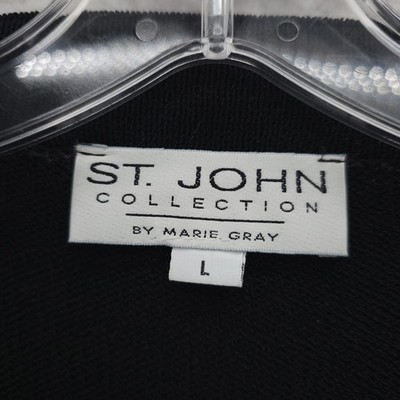 ST. JOHN
COLLECTION
BY MARIE GRAY
L